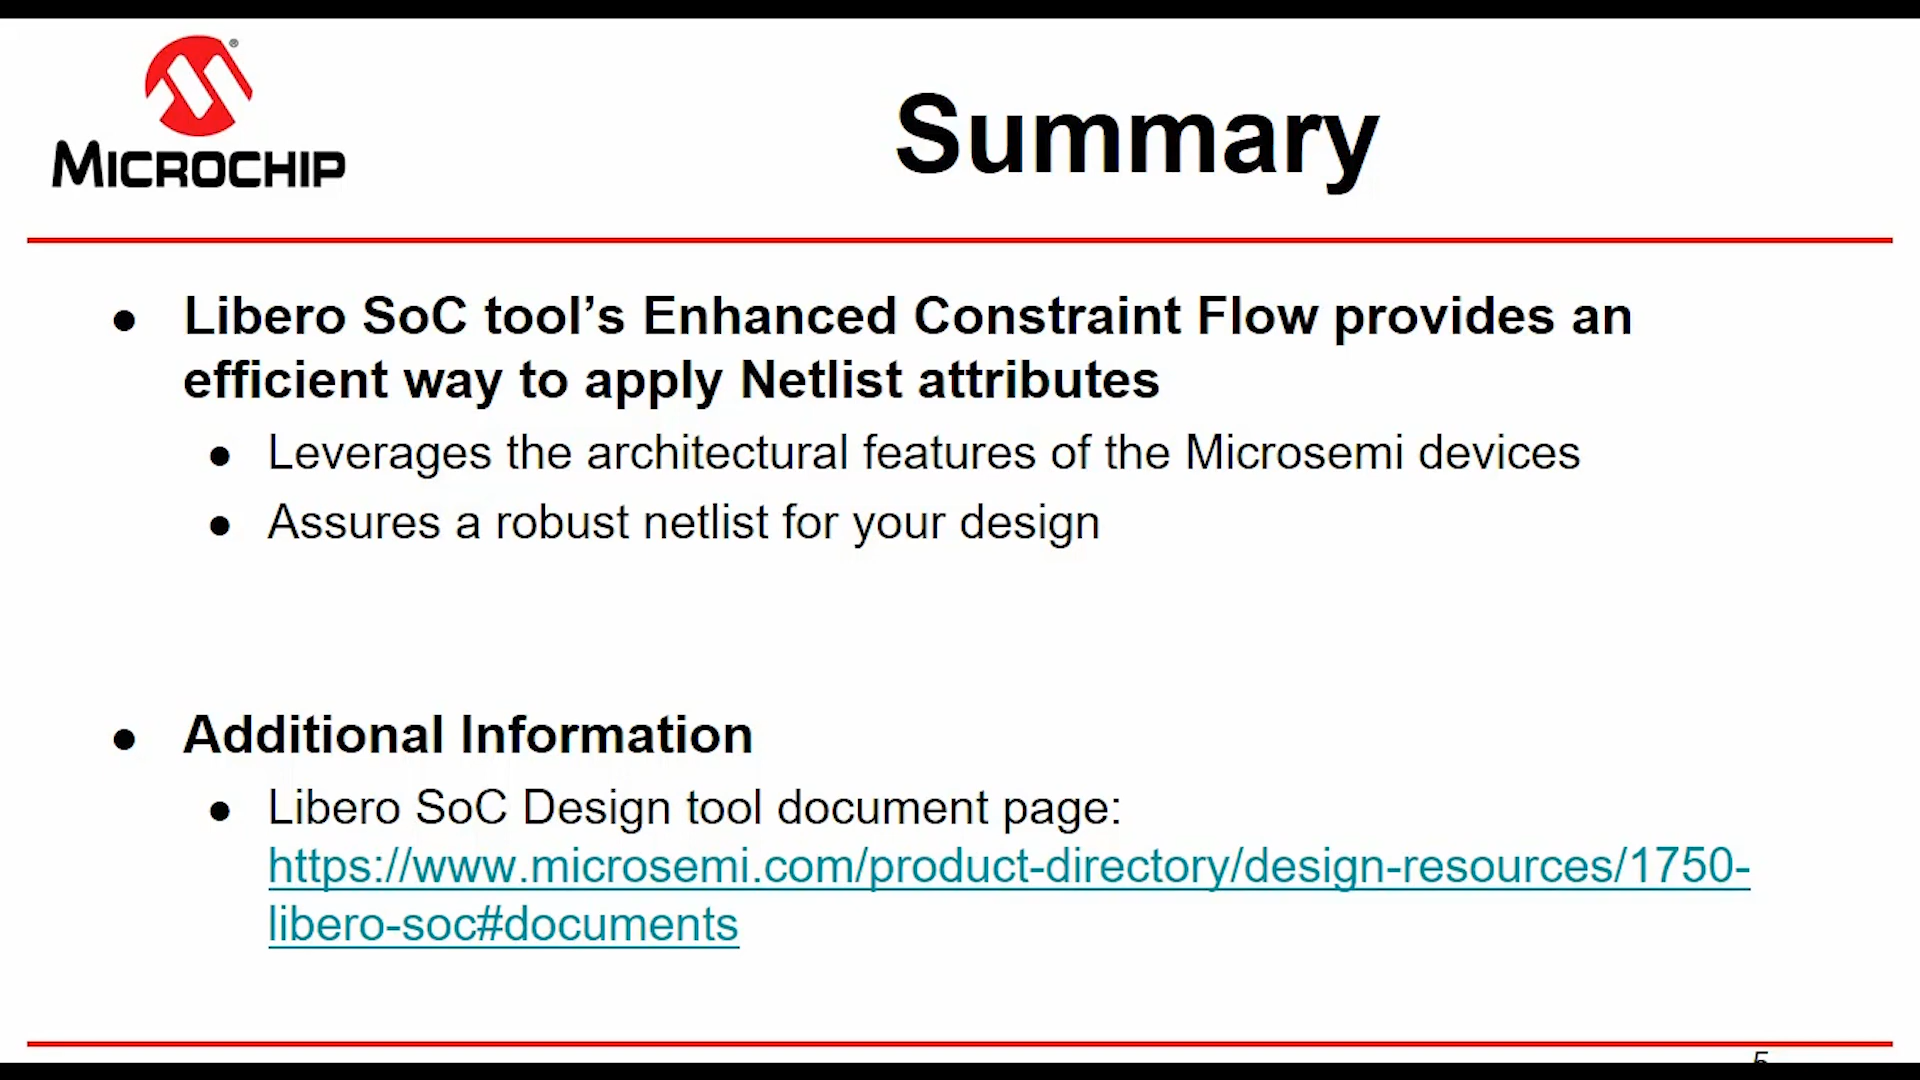 MICROCHIP
®
Summary
● Libero SoC tool’s Enhanced Constraint Flow provides an
efficient way to apply Netlist attributes
● Leverages the architectural features of the Microsemi devices
● Assures a robust netlist for your design
● Additional Information
● Libero SoC Design tool document page:
https://www.microsemi.com/product-directory/design-resources/1750-
libero-soc#documents